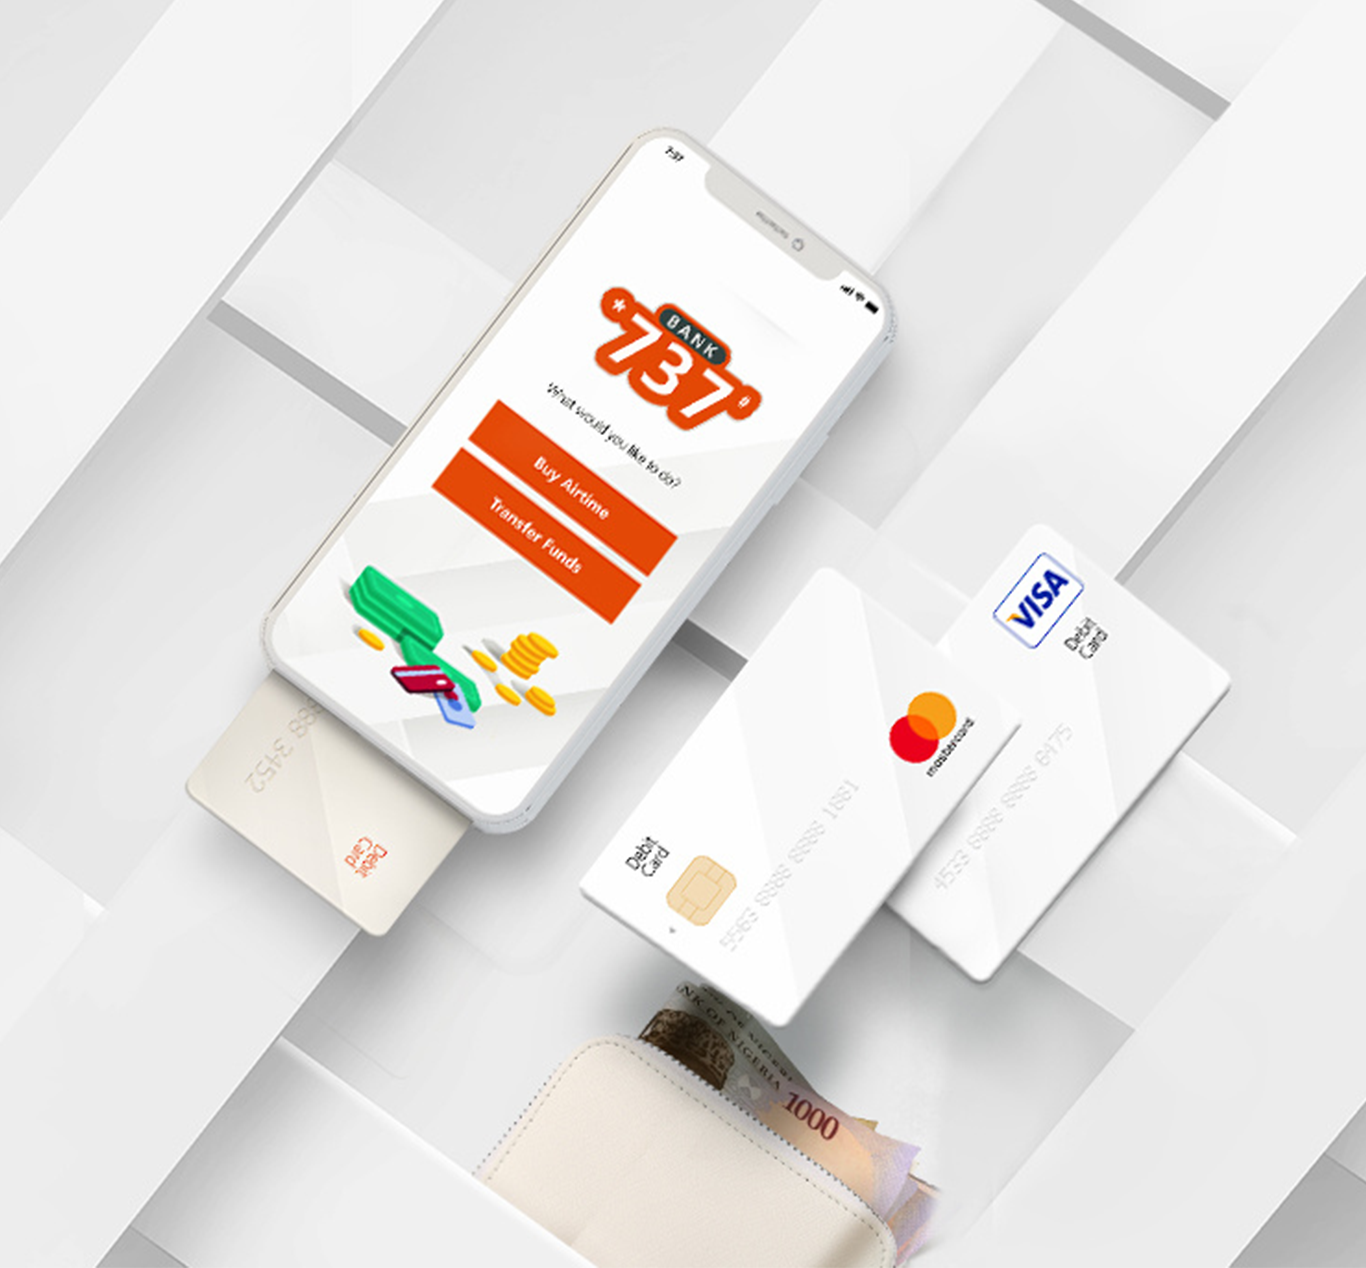 7:37
*
BANK
737
#
What would you like to do?
Buy Airtime
Transfer Funds
VISA
Debit
Card
4533 8888 8888 6475
mastercard
5563 8888 8888 1881
Debit
Card
888 3452
Debit
Card
NK OF NIGERIA
1000